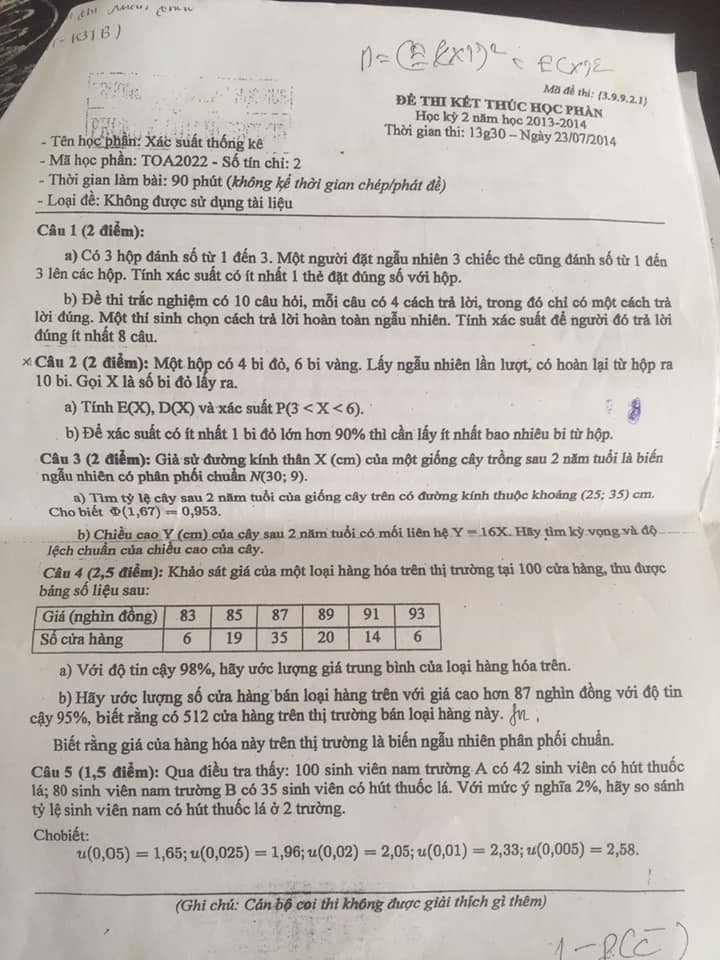 Mã đề thi: (3.9.9.2.1)
ĐỀ THI KẾT THÚC HỌC PHẦN
Học kỳ 2 năm học 2013-2014
Thời gian thi: 13g30 – Ngày 23/07/2014
- Tên học phần: Xác suất thống kê
- Mã học phần: TOA2022 - Số tín chỉ: 2
- Thời gian làm bài: 90 phút (không kể thời gian chép/phát đề)
- Loại đề: Không được sử dụng tài liệu
Câu 1 (2 điểm):
a) Có 3 hộp đánh số từ 1 đến 3. Một người đặt ngẫu nhiên 3 chiếc thẻ cũng đánh số từ 1 đến
3 lên các hộp. Tính xác suất có ít nhất 1 thẻ đặt đúng số với hộp.
b) Đề thi trắc nghiệm có 10 câu hỏi, mỗi câu có 4 cách trả lời, trong đó chỉ có một cách trả
lời đúng. Một thí sinh chọn cách trả lời hoàn toàn ngẫu nhiên. Tính xác suất để người đó trả lời
đúng ít nhất 8 câu.
Câu 2 (2 điểm): Một hộp có 4 bi đỏ, 6 bi vàng. Lấy ngẫu nhiên lần lượt, có hoàn lại từ hộp ra
10 bi. Gọi X là số bi đỏ lấy ra.
a) Tính E(X), D(X) và xác suất P(3 < X < 6).
b) Để xác suất có ít nhất 1 bi đỏ lớn hơn 90% thì cần lấy ít nhất bao nhiêu bi từ hộp.
Câu 3 (2 điểm): Giả sử đường kính thân X (cm) của một giống cây trồng sau 2 năm tuổi là biến
ngẫu nhiên có phân phối chuẩn N(30; 9).
a) Tìm tỷ lệ cây sau 2 năm tuổi của giống cây trên có đường kính thuộc khoảng (25; 35) cm.
Cho biết Φ(1,67) = 0,953.
b) Chiều cao Y (cm) của cây sau 2 năm tuổi có mối liên hệ Y = 16X. Hãy tìm kỳ vọng và độ
lệch chuẩn của chiều cao của cây.
Câu 4 (2,5 điểm): Khảo sát giá của một loại hàng hóa trên thị trường tại 100 cửa hàng, thu được
bảng số liệu sau:
Giá (nghìn đồng) 83 85 87 89 91 93
Số cửa hàng 6 19 35 20 14 6
a) Với độ tin cậy 98%, hãy ước lượng giá trung bình của loại hàng hóa trên.
b) Hãy ước lượng số cửa hàng bán loại hàng trên với giá cao hơn 87 nghìn đồng với độ tin
cậy 95%, biết rằng có 512 cửa hàng trên thị trường bán loại hàng này.
Biết rằng giá của hàng hóa này trên thị trường là biến ngẫu nhiên phân phối chuẩn.
Câu 5 (1,5 điểm): Qua điều tra thấy: 100 sinh viên nam trường A có 42 sinh viên có hút thuốc
lá; 80 sinh viên nam trường B có 35 sinh viên có hút thuốc lá. Với mức ý nghĩa 2%, hãy so sánh
tỷ lệ sinh viên nam có hút thuốc lá ở 2 trường.
Chobiết:
u(0,05) = 1,65; u(0,025) = 1,96; u(0,02) = 2,05; u(0,01) = 2,33; u(0,005) = 2,58.
(Ghi chú: Cán bộ coi thi không được giải thích gì thêm)